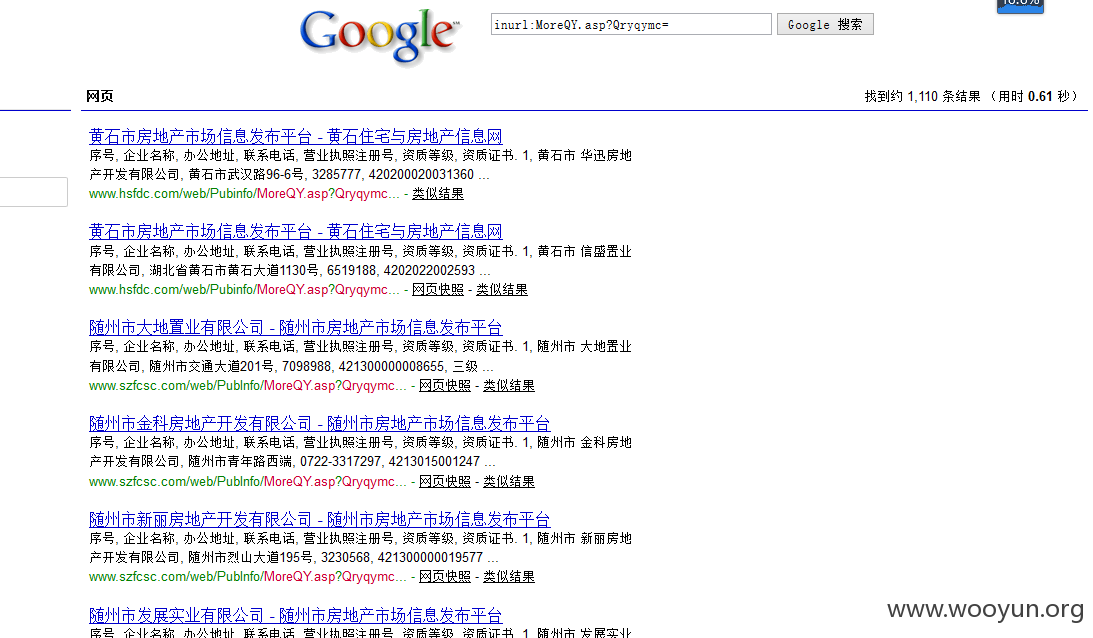 Google™
inurl:MoreQY.asp?Qryqymc=
Google 搜索
网页
找到约 1,110 条结果 （用时 0.61 秒）
黄石市房地产市场信息发布平台 - 黄石住宅与房地产信息网
序号, 企业名称, 办公地址, 联系电话, 营业执照注册号, 资质等级, 资质证书. 1, 黄石市 华迅房地
产开发有限公司, 黄石市武汉路96-6号, 3285777, 420200020031360 ...
www.hsfdc.com/web/Pubinfo/MoreQY.asp?Qryqymc... - 类似结果
黄石市房地产市场信息发布平台 - 黄石住宅与房地产信息网
序号, 企业名称, 办公地址, 联系电话, 营业执照注册号, 资质等级, 资质证书. 1, 黄石市 信盛置业
有限公司, 湖北省黄石市黄石大道1130号, 6519188, 4202022002593 ...
www.hsfdc.com/web/Pubinfo/MoreQY.asp?Qryqymc... - 网页快照 - 类似结果
随州市大地置业有限公司 - 随州市房地产市场信息发布平台
序号, 企业名称, 办公地址, 联系电话, 营业执照注册号, 资质等级, 资质证书. 1, 随州市 大地置业
有限公司, 随州市交通大道201号, 7098988, 421300000008655, 三级 ...
www.szfcsc.com/web/PubInfo/MoreQY.asp?Qryqymc... - 网页快照 - 类似结果
随州市金科房地产开发有限公司 - 随州市房地产市场信息发布平台
序号, 企业名称, 办公地址, 联系电话, 营业执照注册号, 资质等级, 资质证书. 1, 随州市 金科房地
产开发有限公司, 随州市青年路西端, 0722-3317297, 4213015001247 ...
www.szfcsc.com/web/PubInfo/MoreQY.asp?Qryqymc... - 网页快照 - 类似结果
随州市新丽房地产开发有限公司 - 随州市房地产市场信息发布平台
序号, 企业名称, 办公地址, 联系电话, 营业执照注册号, 资质等级, 资质证书. 1, 随州市 新丽房地
产开发有限公司, 随州市烈山大道195号, 3230568, 421300000019577 ...
www.szfcsc.com/web/PubInfo/MoreQY.asp?Qryqymc... - 网页快照 - 类似结果
随州市发展实业有限公司 - 随州市房地产市场信息发布平台
序号, 企业名称, 办公地址, 联系电话, 营业执照注册号, 资质等级, 资质证书. 1, 随州市 发展实业
www.wooyun.org